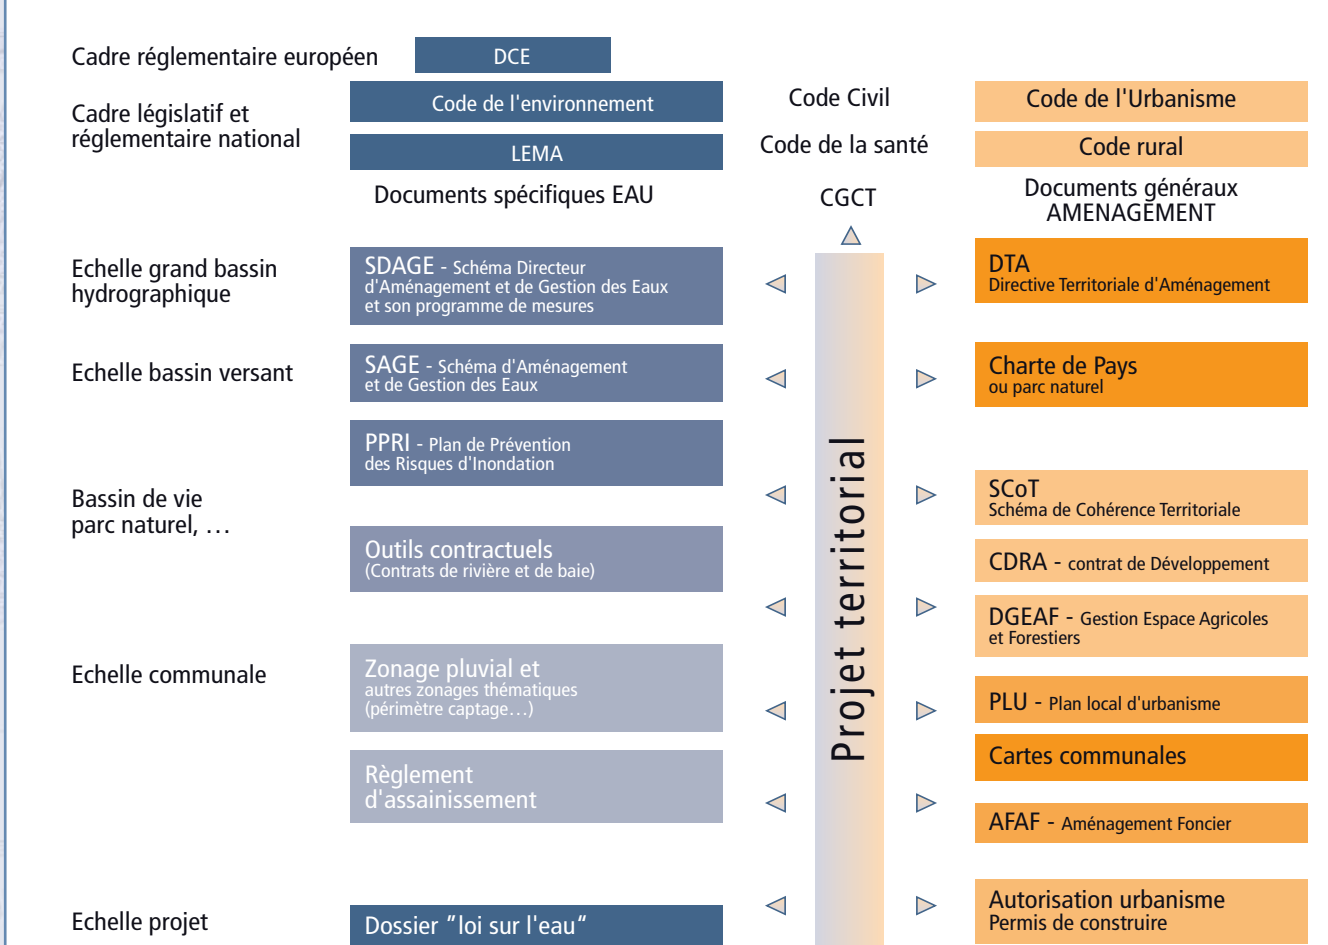 Cadre réglementaire européen
DCE
Cadre législatif et
réglementaire national
Code de l'environnement
Code Civil
Code de l'Urbanisme
LEMA
Code de la santé
Code rural
Documents spécifiques EAU
CGCT
Documents généraux
AMENAGEMENT
Echelle grand bassin
hydrographique
SDAGE - Schéma Directeur
d'Aménagement et de Gestion des Eaux
et son programme de mesures
DTA
Directive Territoriale d'Aménagement
Echelle bassin versant
SAGE - Schéma d'Aménagement
et de Gestion des Eaux
Charte de Pays
ou parc naturel
PPRI - Plan de Prévention
des Risques d'Inondation
Projet territorial
Bassin de vie
parc naturel, ...
SCoT
Schéma de Cohérence Territoriale
Outils contractuels
(Contrats de rivière et de baie)
CDRA - contrat de Développement
DGEAF - Gestion Espace Agricoles
et Forestiers
Echelle communale
Zonage pluvial et
autres zonages thématiques
(périmètre captage...)
PLU - Plan local d'urbanisme
Cartes communales
Règlement
d'assainissement
AFAF - Aménagement Foncier
Echelle projet
Dossier "loi sur l'eau"
Autorisation urbanisme
Permis de construire